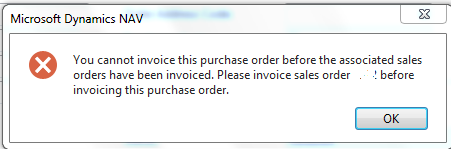 Microsoft Dynamics NAV
You cannot invoice this purchase order before the associated sales
orders have been invoiced. Please invoice sales order before
invoicing this purchase order.
OK